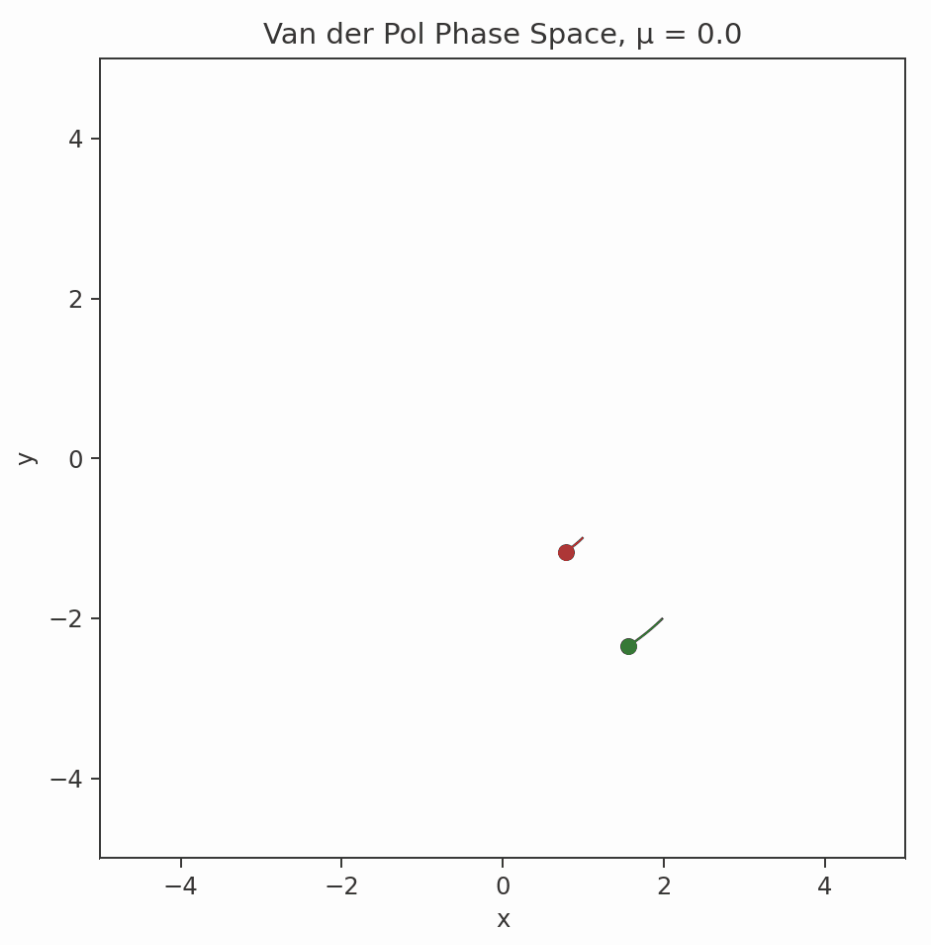 Van der Pol Phase Space, μ = 0.0
4
2
0
−2
−4
y
−4 −2 0 2 4
x